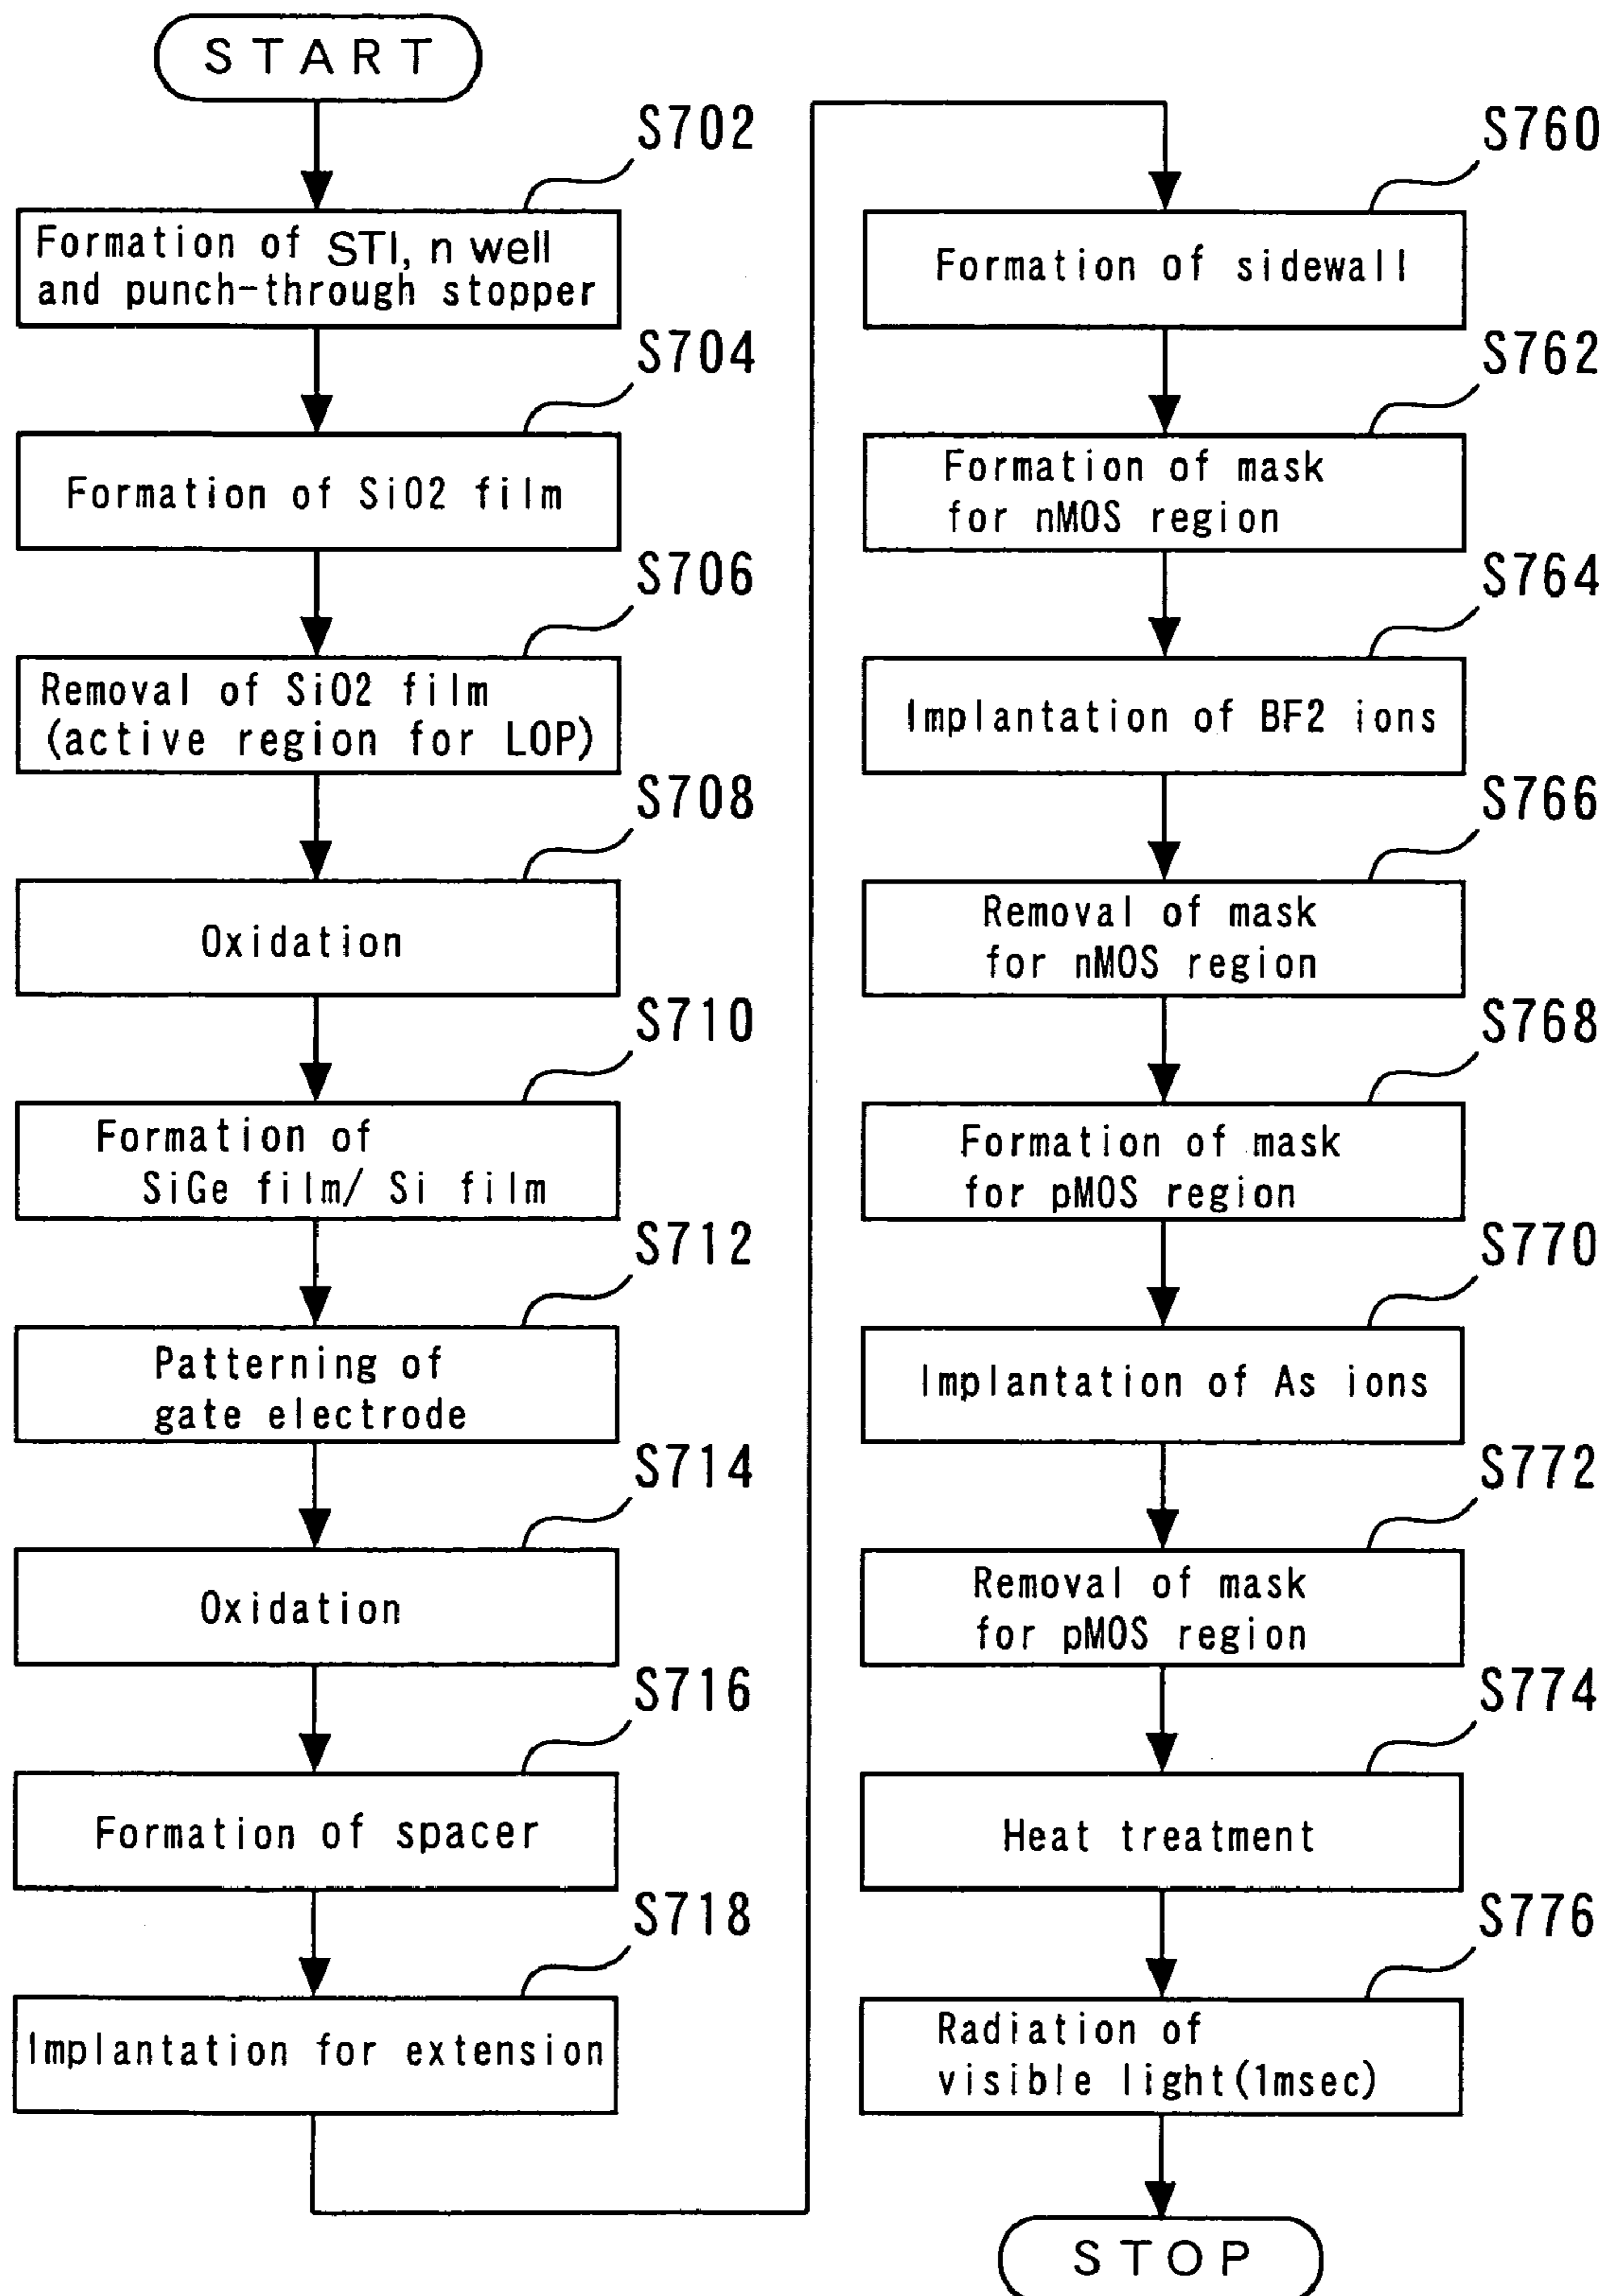 START
S702
Formation of STI, n well
and punch-through stopper
S704
Formation of SiO2 film
S706
Removal of SiO2 film
(active region for LOP)
S708
Oxidation
S710
Formation of
SiGe film/ Si film
S712
Patterning of
gate electrode
S714
Oxidation
S716
Formation of spacer
S718
Implantation for extension
S760
Formation of sidewall
S762
Formation of mask
for nMOS region
S764
Implantation of BF2 ions
S766
Removal of mask
for nMOS region
S768
Formation of mask
for pMOS region
S770
Implantation of As ions
S772
Removal of mask
for pMOS region
S774
Heat treatment
S776
Radiation of
visible light(1msec)
STOP